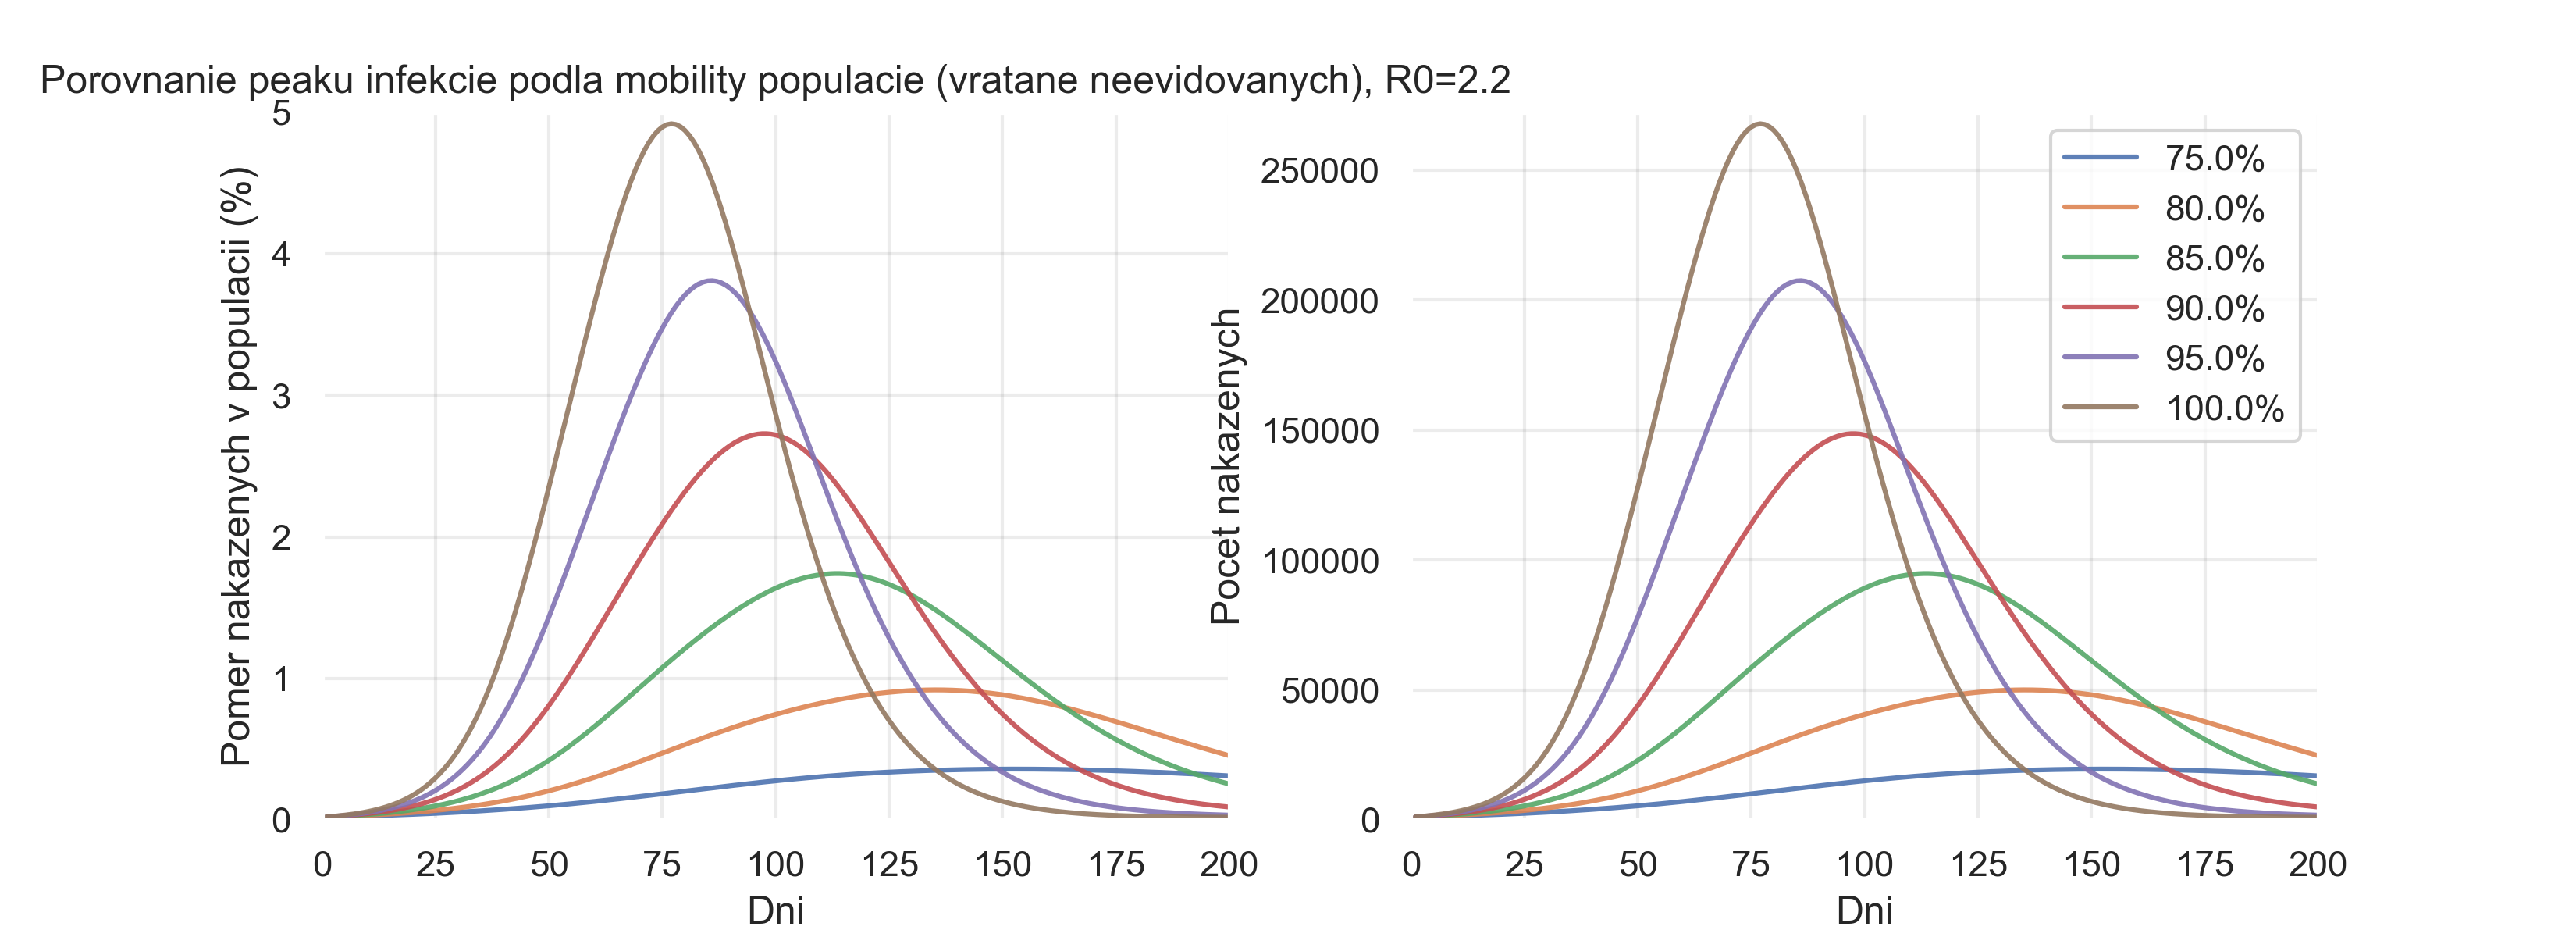 Porovnanie peaku infekcie podla mobility populacie (vratane neevidovanych), R0=2.2
Pomer nakazenych v populacii (%)
5
4
3
2
1
0
0 25 50 75 100 125 150 175 200
Dni
Pocet nakazenych
250000
200000
150000
100000
50000
0
0 25 50 75 100 125 150 175 200
Dni
75.0%
80.0%
85.0%
90.0%
95.0%
100.0%